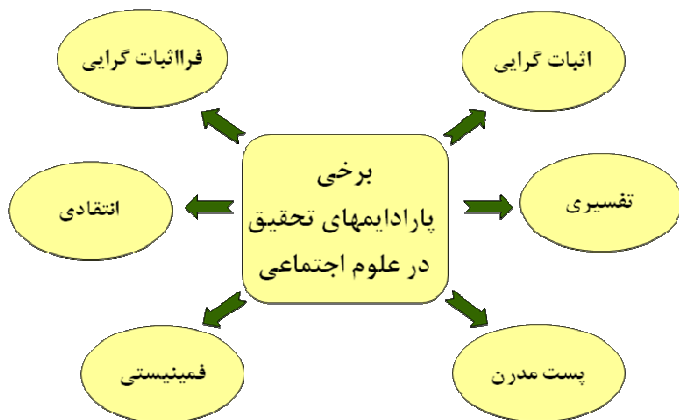 اثبات گرایی
فرااثبات گرایی
برخی
پارادایمهای تحقیق
در علوم اجتماعی
تفسیری
انتقادی
پست مدرن
فمینیستی